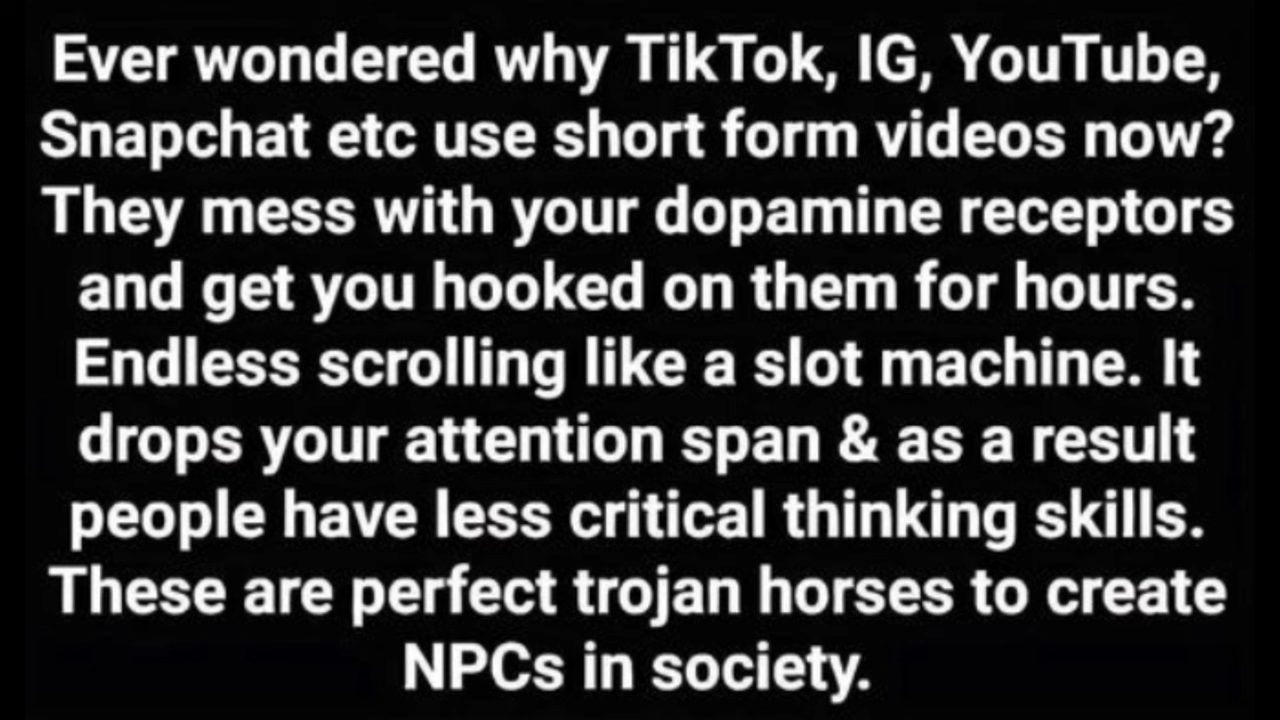 Ever wondered why TikTok, IG, YouTube,
Snapchat etc use short form videos now?
They mess with your dopamine receptors
and get you hooked on them for hours.
Endless scrolling like a slot machine. It
drops your attention span & as a result
people have less critical thinking skills.
These are perfect trojan horses to create
NPCs in society.